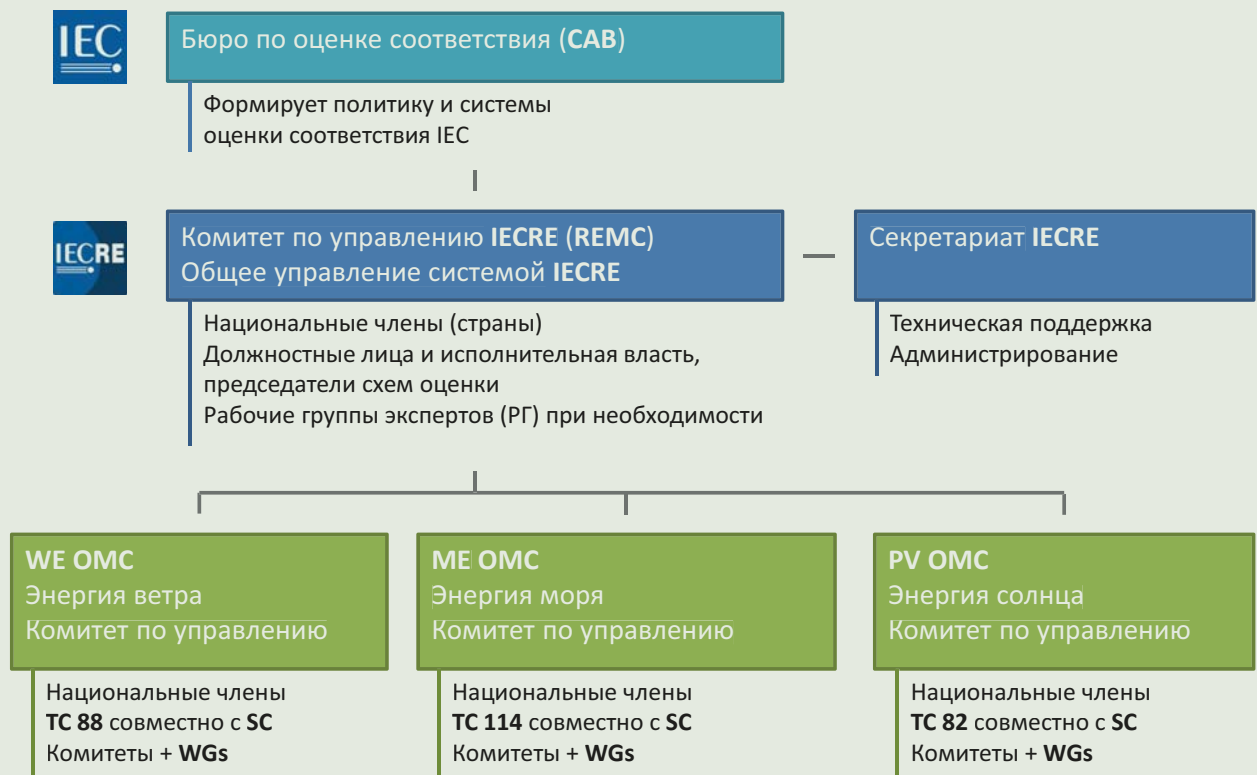 IEC
Бюро по оценке соответствия (CAB)
Формирует политику и системы
оценки соответствия IEC
IECRE
Комитет по управлению IECRE (REMC)
Общее управление системой IECRE
Секретариат IECRE
Национальные члены (страны)
Должностные лица и исполнительная власть,
председатели схем оценки
Рабочие группы экспертов (РГ) при необходимости
Техническая поддержка
Администрирование
WE OMC
Энергия ветра
Комитет по управлению
Национальные члены
TC 88 совместно с SC
Комитеты + WGs
ME OMC
Энергия моря
Комитет по управлению
Национальные члены
TC 114 совместно с SC
Комитеты + WGs
PV OMC
Энергия солнца
Комитет по управлению
Национальные члены
TC 82 совместно с SC
Комитеты + WGs